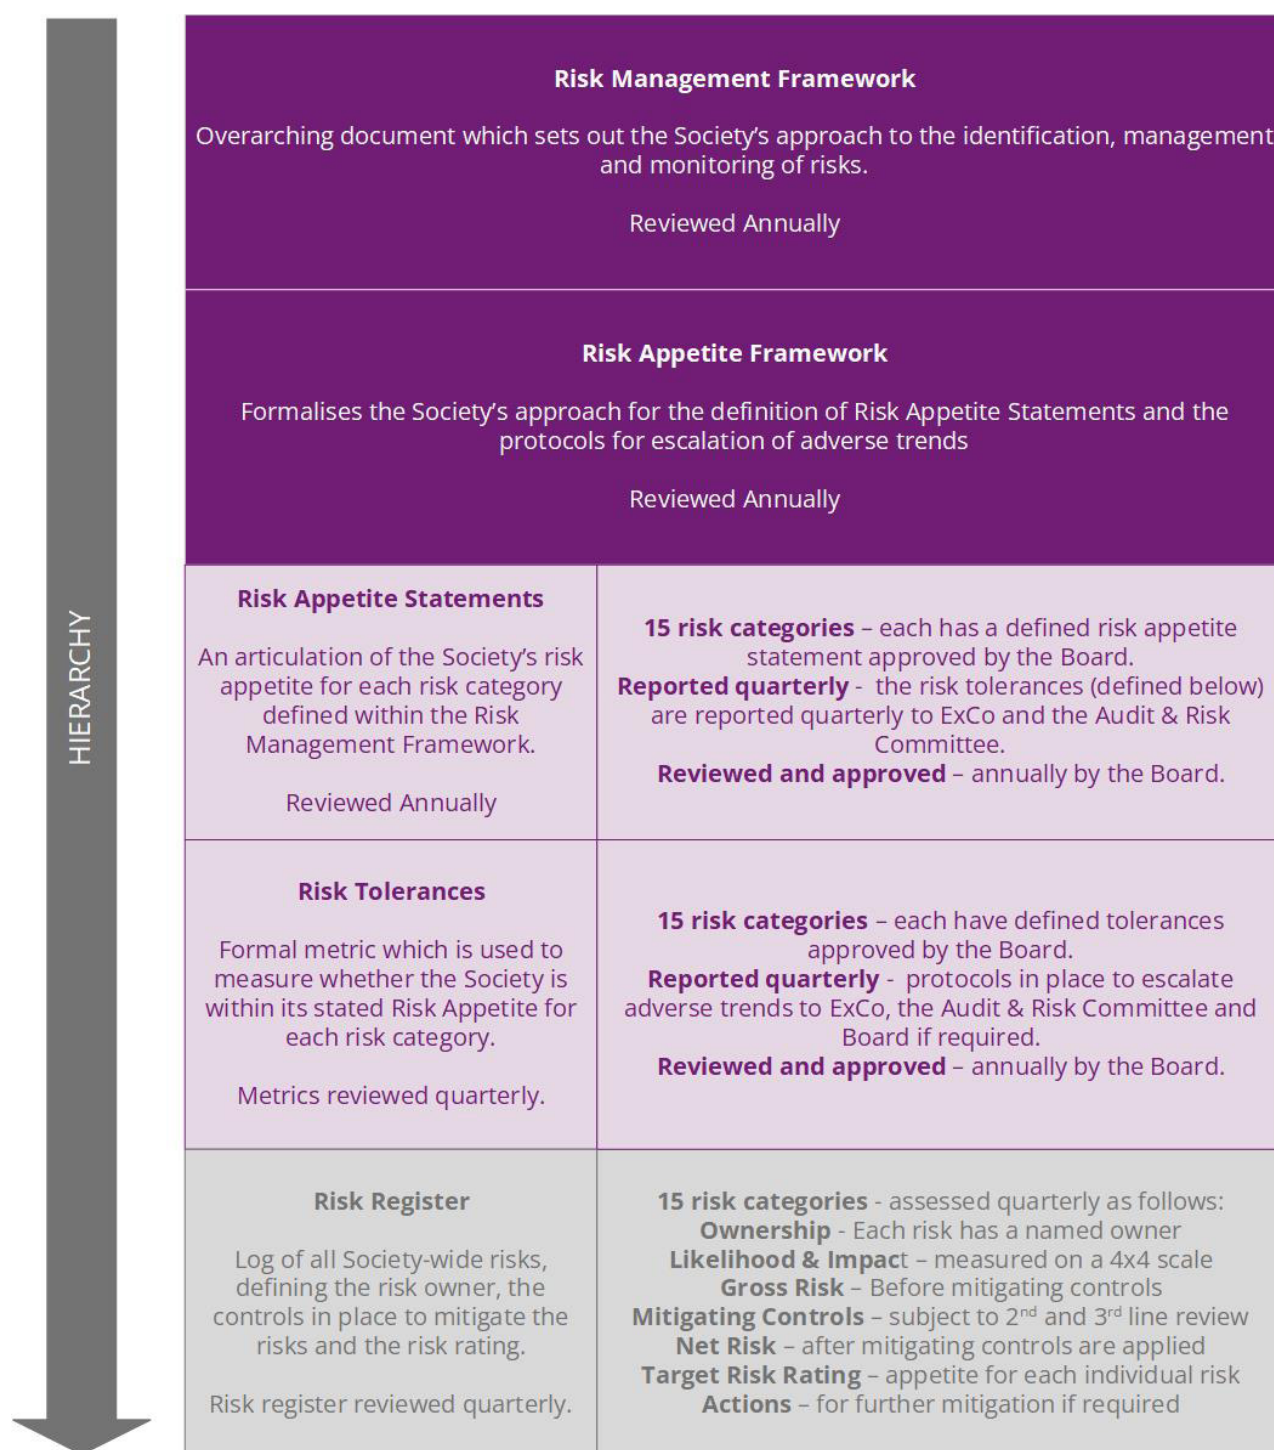 HIERARCHY
Risk Management Framework
Overarching document which sets out the Society’s approach to the identification, management
and monitoring of risks.
Reviewed Annually
Risk Appetite Framework
Formalises the Society’s approach for the definition of Risk Appetite Statements and the
protocols for escalation of adverse trends
Reviewed Annually
Risk Appetite Statements
An articulation of the Society’s risk
appetite for each risk category
defined within the Risk
Management Framework.
Reviewed Annually
15 risk categories – each has a defined risk appetite
statement approved by the Board.
Reported quarterly - the risk tolerances (defined below)
are reported quarterly to ExCo and the Audit & Risk
Committee.
Reviewed and approved – annually by the Board.
Risk Tolerances
Formal metric which is used to
measure whether the Society is
within its stated Risk Appetite for
each risk category.
Metrics reviewed quarterly.
15 risk categories – each have defined tolerances
approved by the Board.
Reported quarterly - protocols in place to escalate
adverse trends to ExCo, the Audit & Risk Committee and
Board if required.
Reviewed and approved – annually by the Board.
Risk Register
Log of all Society-wide risks,
defining the risk owner, the
controls in place to mitigate the
risks and the risk rating.
Risk register reviewed quarterly.
15 risk categories - assessed quarterly as follows:
Ownership - Each risk has a named owner
Likelihood & Impact – measured on a 4x4 scale
Gross Risk – Before mitigating controls
Mitigating Controls – subject to 2nd and 3rd line review
Net Risk – after mitigating controls are applied
Target Risk Rating – appetite for each individual risk
Actions – for further mitigation if required